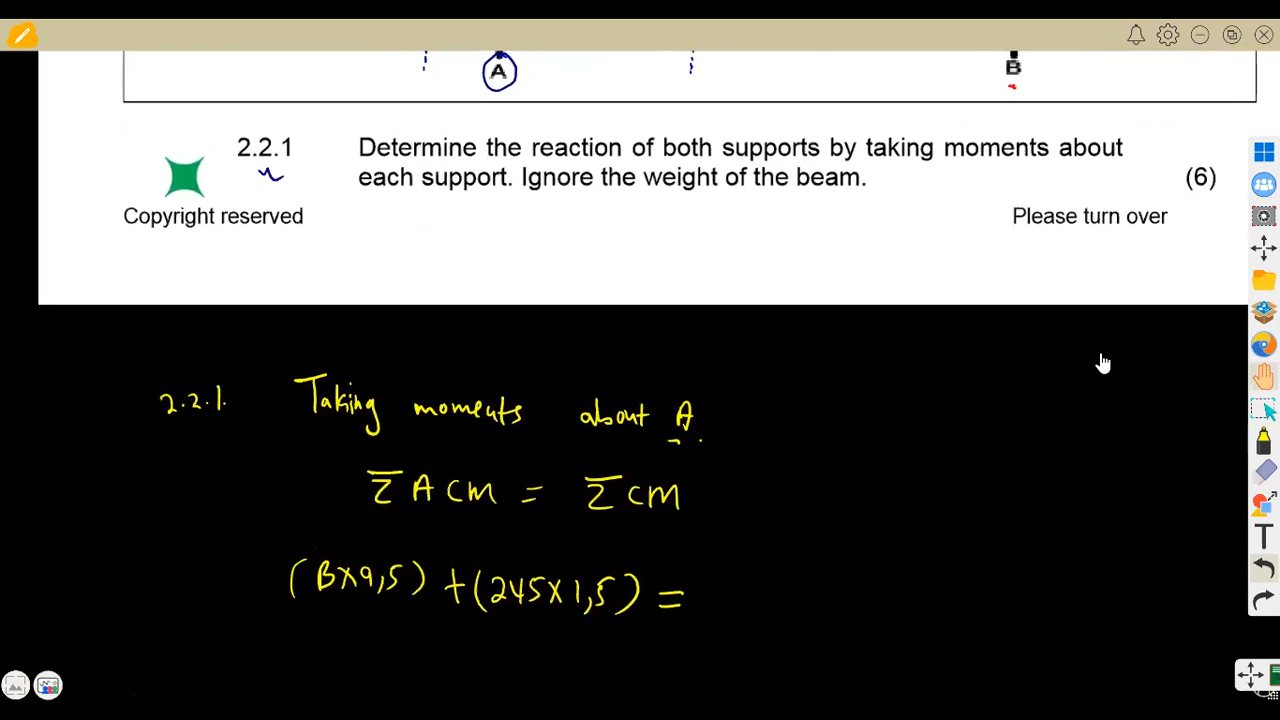 A
B
2.2.1 Determine the reaction of both supports by taking moments about
each support. Ignore the weight of the beam. (6)
Copyright reserved Please turn over
2.2.1. Taking moments about A
Σ A CM = Σ CM
(B×9,5) + (245×1,5) =
T